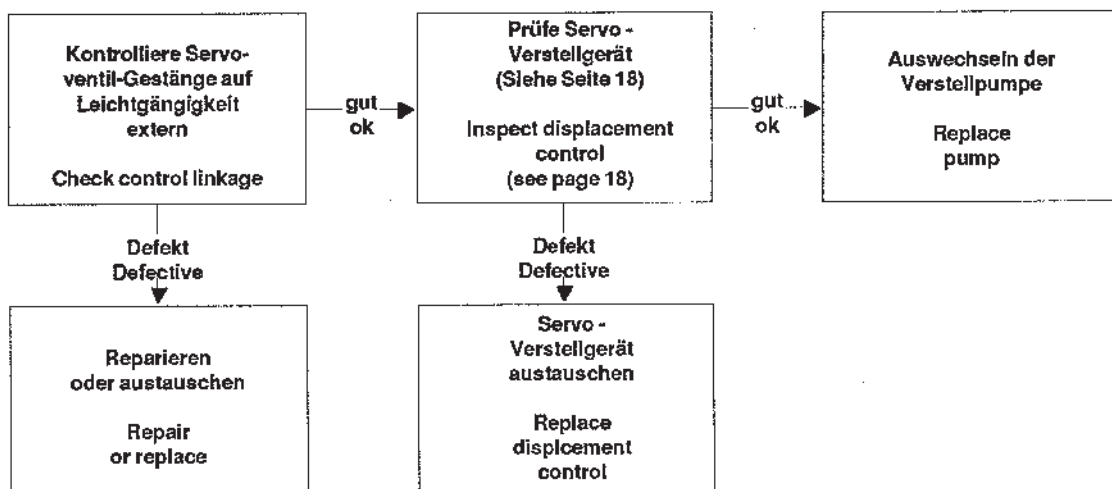 Kontrolliere Servo-
ventil-Gestänge auf
Leichtgängigkeit
extern
Check control linkage
gut
ok
Prüfe Servo -
Verstellgerät
(Siehe Seite 18)
Inspect displacement
control
(see page 18)
gut
ok
Auswechseln der
Verstellpumpe
Replace
pump
Defekt
Defective
Defekt
Defective
Reparieren
oder austauschen
Repair
or replace
Servo -
Verstellgerät
austauschen
Replace
displcement
control